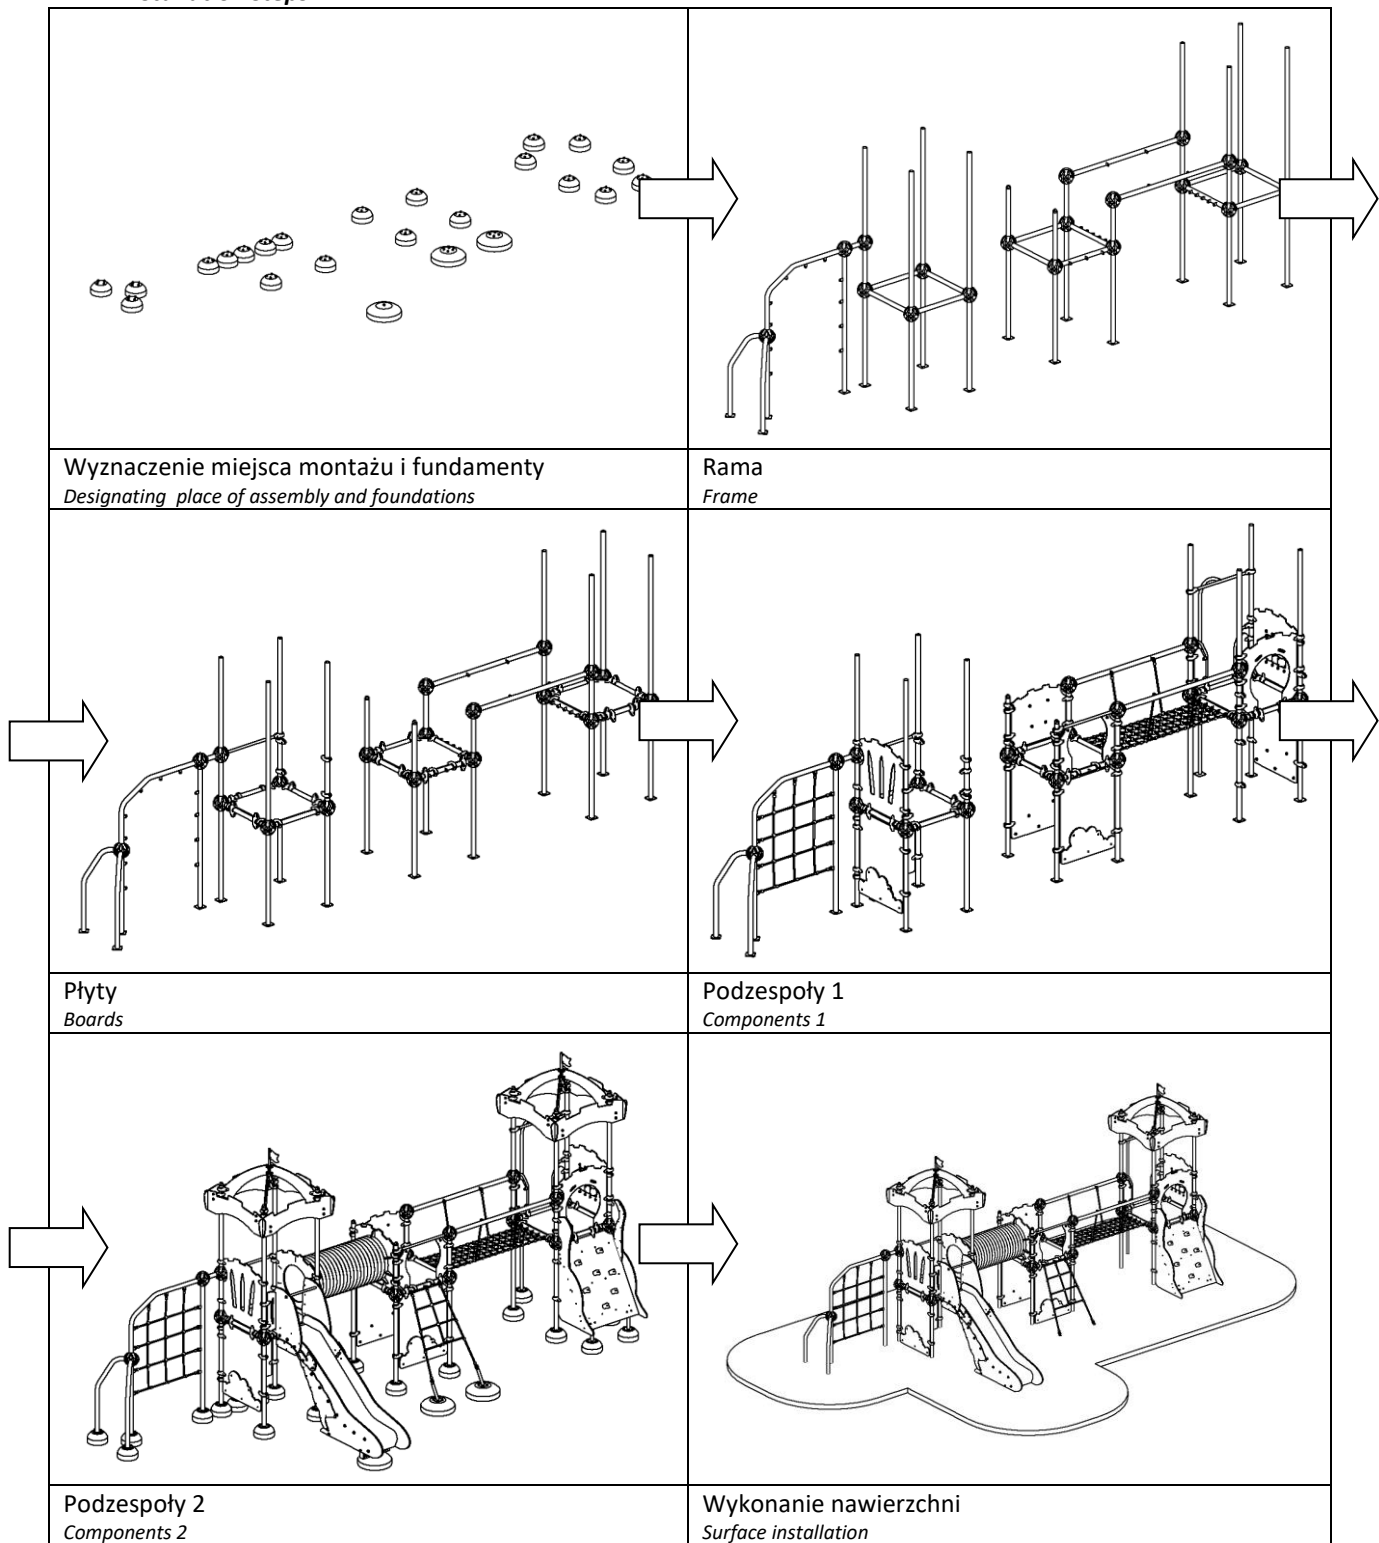 Wyznaczenie miejsca montażu i fundamenty
Designating place of assembly and foundations
Rama
Frame
Płyty
Boards
Podzespoły 1
Components 1
Podzespoły 2
Components 2
Wykonanie nawierzchni
Surface installation